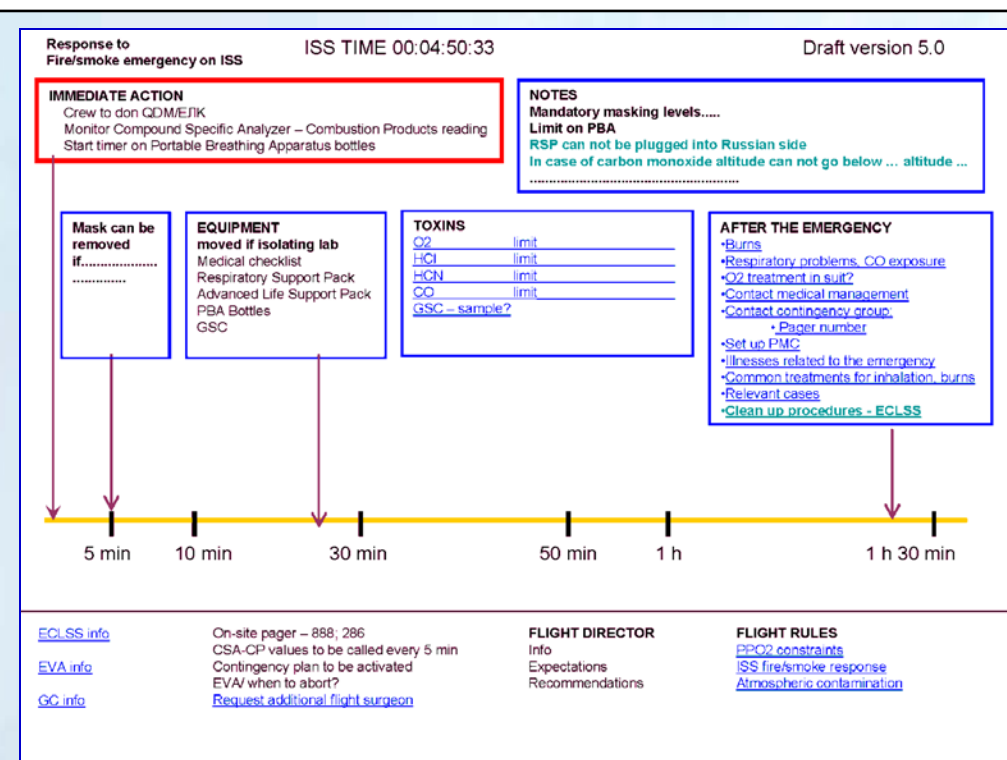 Response to
Fire/smoke emergency on ISS
ISS TIME 00:04:50:33
Draft version 5.0
IMMEDIATE ACTION
Crew to don QDM/ЕЛК
Monitor Compound Specific Analyzer – Combustion Products reading
Start timer on Portable Breathing Apparatus bottles
NOTES
Mandatory masking levels.....
Limit on PBA
RSP can not be plugged into Russian side
In case of carbon monoxide altitude can not go below ... altitude ...
......................................................
Mask can be
removed
if....................
..............
EQUIPMENT
moved if isolating lab
Medical checklist
Respiratory Support Pack
Advanced Life Support Pack
PBA Bottles
GSC
TOXINS
O2 limit
HCl limit
HCN limit
CO limit
GSC – sample?
AFTER THE EMERGENCY
•Burns
•Respiratory problems, CO exposure
•O2 treatment in suit?
•Contact medical management
•Contact contingency group:
• Pager number
•Set up PMC
•Illnesses related to the emergency
•Common treatments for inhalation, burns
•Relevant cases
•Clean up procedures - ECLSS
5 min
10 min
30 min
50 min
1 h
1 h 30 min
ECLSS info
EVA info
GC info
On-site pager – 888; 286
CSA-CP values to be called every 5 min
Contingency plan to be activated
EVA/ when to abort?
Request additional flight surgeon
FLIGHT DIRECTOR
Info
Expectations
Recommendations
FLIGHT RULES
PPO2 constraints
ISS fire/smoke response
Atmospheric contamination